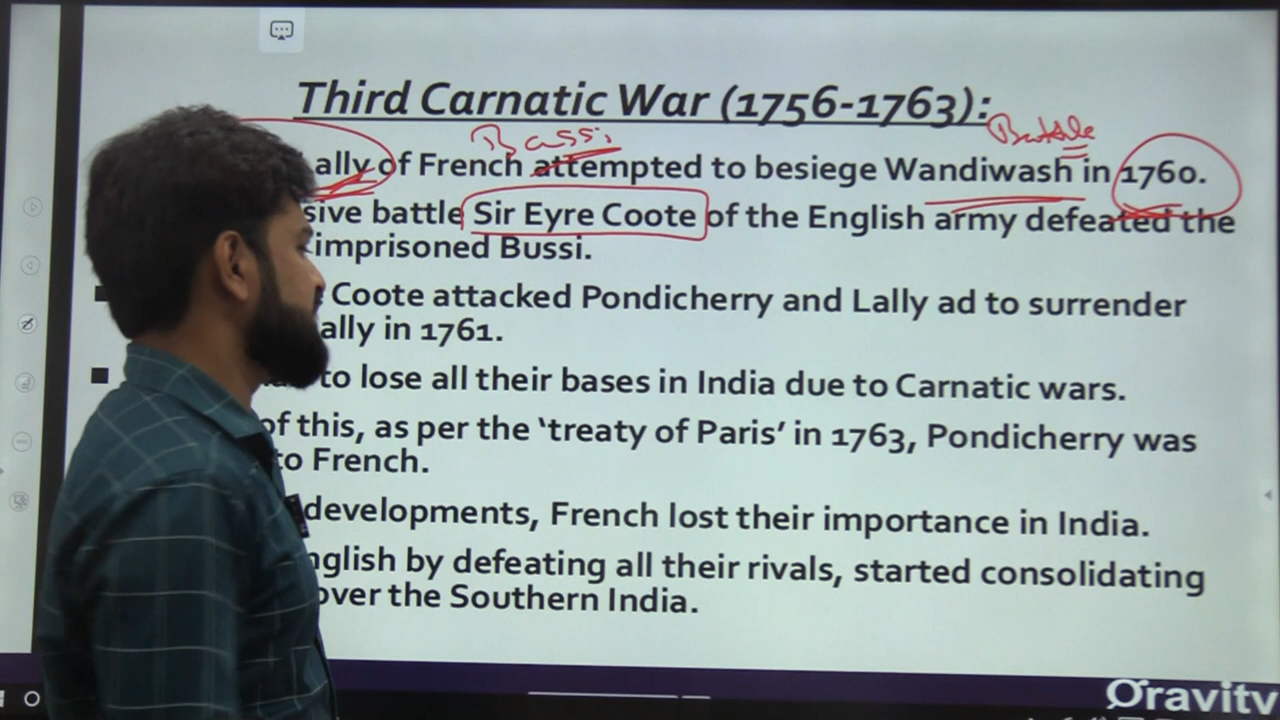 Third Carnatic War (1756-1763):
Bussi Battle
ally of French attempted to besiege Wandiwash in 1760.
sive battle Sir Eyre Coote of the English army defeated the
imprisoned Bussi.
Coote attacked Pondicherry and Lally ad to surrender
ally in 1761.
to lose all their bases in India due to Carnatic wars.
of this, as per the ‘treaty of Paris’ in 1763, Pondicherry was
to French.
developments, French lost their importance in India.
nglish by defeating all their rivals, started consolidating
over the Southern India.
Gravity